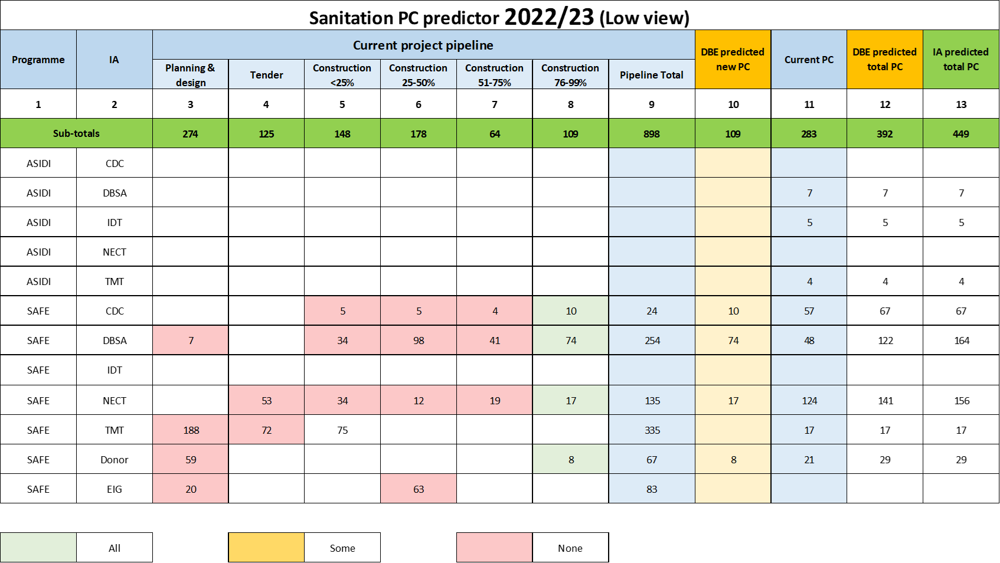 Sanitation PC predictor 2022/23 (Low view)
Programme IA Current project pipeline DBE predicted new PC Current PC DBE predicted total PC IA predicted total PC
Planning & design Tender Construction <25% Construction 25-50% Construction 51-75% Construction 76-99% Pipeline Total
1 2 3 4 5 6 7 8 9 10 11 12 13
Sub-totals 274 125 148 178 64 109 898 109 283 392 449
ASIDI CDC
ASIDI DBSA 7 7 7
ASIDI IDT 5 5 5
ASIDI NECT
ASIDI TMT 4 4 4
SAFE CDC 5 5 4 10 24 10 57 67 67
SAFE DBSA 7 34 98 41 74 254 74 48 122 164
SAFE IDT
SAFE NECT 53 34 12 19 17 135 17 124 141 156
SAFE TMT 188 72 75 335 17 17 17
SAFE Donor 59 8 67 8 21 29 29
SAFE EIG 20 63 83
All Some None